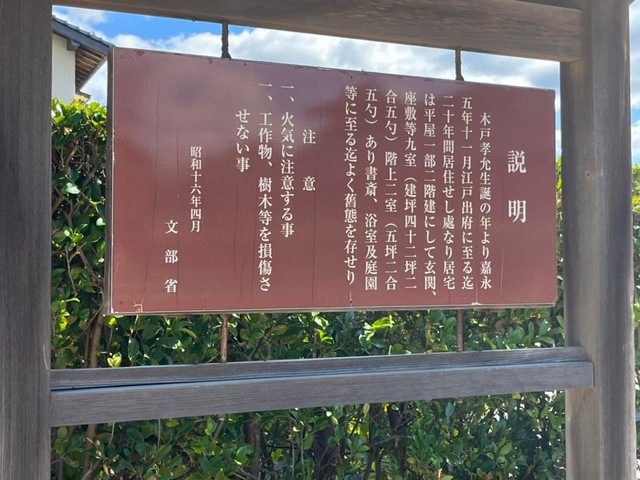 説明
木戸孝允生誕の年より嘉永
五年十一月江戸出府に至る迄
二十年間居住せし處なり居宅
は平屋一部二階建にして玄関、
座敷等九室（建坪四十二坪二
合五勺）階上二室（五坪二合
五勺）あり書斎、浴室及庭園
等に至る迄よく舊態を存せり
注意
一、火気に注意する事
一、工作物、樹木等を損傷さ
せない事
昭和十六年四月
文部省